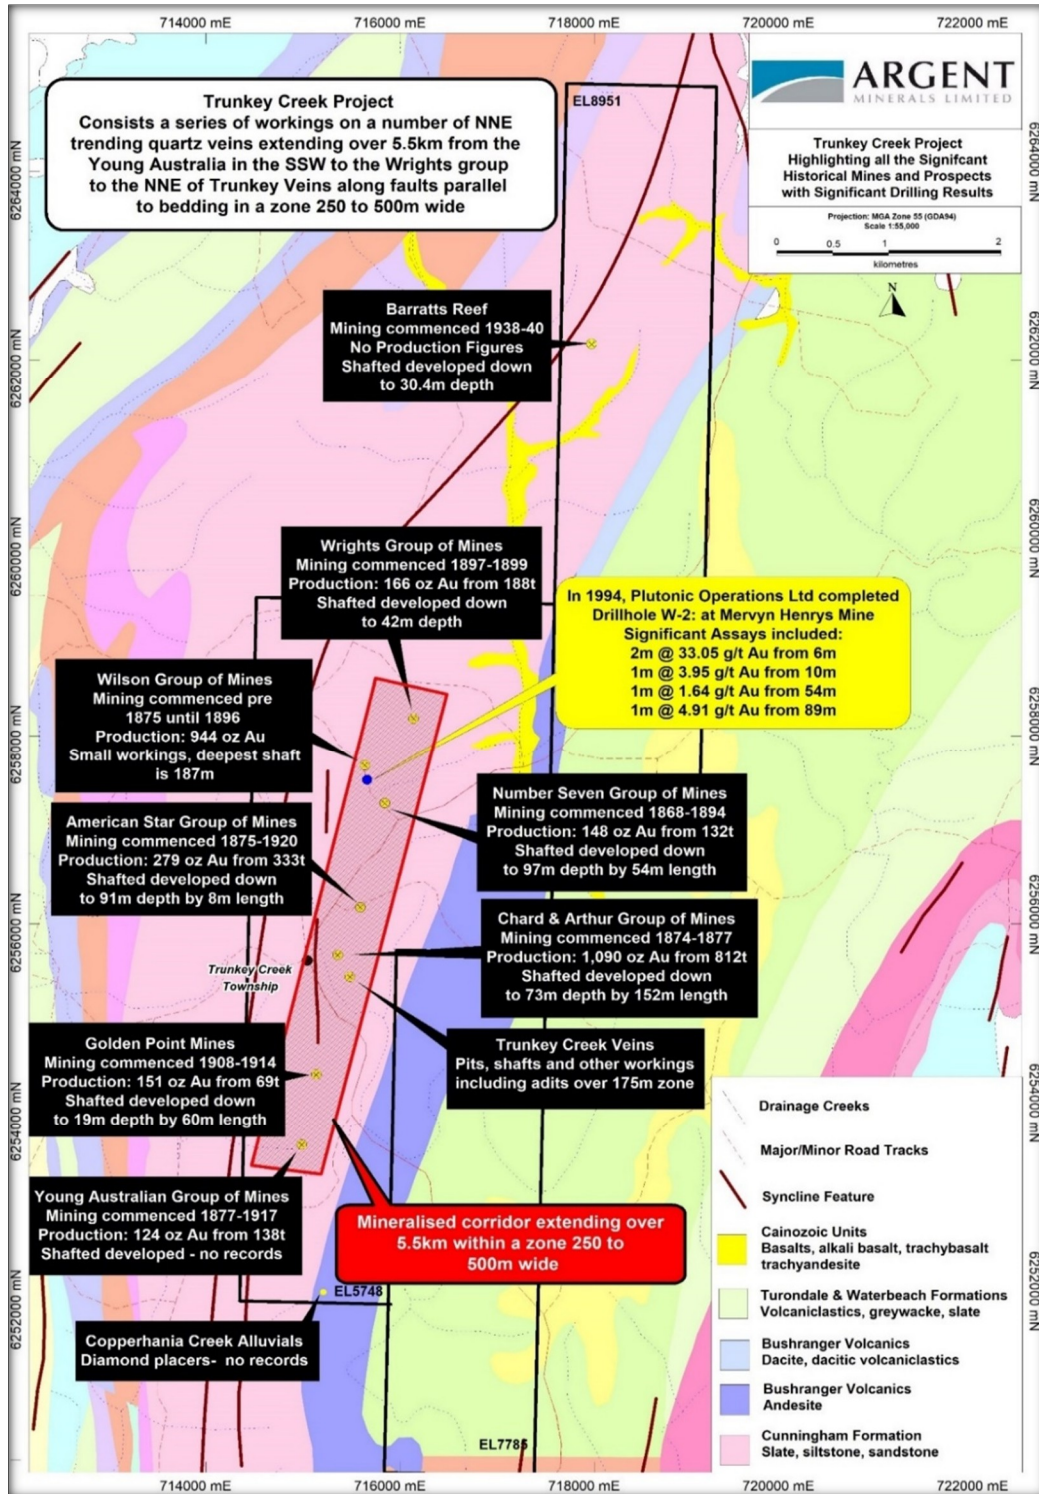 714000 mE
716000 mE
718000 mE
720000 mE
722000 mE
Trunkey Creek Project
Consists a series of workings on a number of NNE
trending quartz veins extending over 5.5km from the
Young Australia in the SSW to the Wrights group
to the NNE of Trunkey Veins along faults parallel
to bedding in a zone 250 to 500m wide
EL8951
ARGENT
MINERALS LIMITED
Trunkey Creek Project
Highlighting all the Signifcant
Historical Mines and Prospects
with Significant Drilling Results
Projection: MGA Zone 55 (GDA94)
Scale 1:55,000
0
0.5
1
2
kilometres
N
6264000 mN
6264000 mN
Barratts Reef
Mining commenced 1938-40
No Production Figures
Shafted developed down
to 30.4m depth
6262000 mN
6262000 mN
6260000 mN
6260000 mN
Wrights Group of Mines
Mining commenced 1897-1899
Production: 166 oz Au from 188t
Shafted developed down
to 42m depth
In 1994, Plutonic Operations Ltd completed
Drillhole W-2: at Mervyn Henrys Mine
Significant Assays included:
2m @ 33.05 g/t Au from 6m
1m @ 3.95 g/t Au from 10m
1m @ 1.64 g/t Au from 54m
1m @ 4.91 g/t Au from 89m
Wilson Group of Mines
Mining commenced pre
1875 until 1896
Production: 944 oz Au
Small workings, deepest shaft
is 187m
6258000 mN
6258000 mN
Number Seven Group of Mines
Mining commenced 1868-1894
Production: 148 oz Au from 132t
Shafted developed down
to 97m depth by 54m length
American Star Group of Mines
Mining commenced 1875-1920
Production: 279 oz Au from 333t
Shafted developed down
to 91m depth by 8m length
6256000 mN
6256000 mN
Chard & Arthur Group of Mines
Mining commenced 1874-1877
Production: 1,090 oz Au from 812t
Shafted developed down
to 73m depth by 152m length
Trunkey Creek
Township
Trunkey Creek Veins
Pits, shafts and other workings
including adits over 175m zone
Golden Point Mines
Mining commenced 1908-1914
Production: 151 oz Au from 69t
Shafted developed down
to 19m depth by 60m length
6254000 mN
6254000 mN
Young Australian Group of Mines
Mining commenced 1877-1917
Production: 124 oz Au from 138t
Shafted developed - no records
Mineralised corridor extending over
5.5km within a zone 250 to
500m wide
6252000 mN
6252000 mN
EL5748
Copperhania Creek Alluvials
Diamond placers- no records
EL7785
Drainage Creeks
Major/Minor Road Tracks
Syncline Feature
Cainozoic Units
Basalts, alkali basalt, trachybasalt
trachyandesite
Turondale & Waterbeach Formations
Volcaniclastics, greywacke, slate
Bushranger Volcanics
Dacite, dacitic volcaniclastics
Bushranger Volcanics
Andesite
Cunningham Formation
Slate, siltstone, sandstone
714000 mE
716000 mE
718000 mE
720000 mE
722000 mE